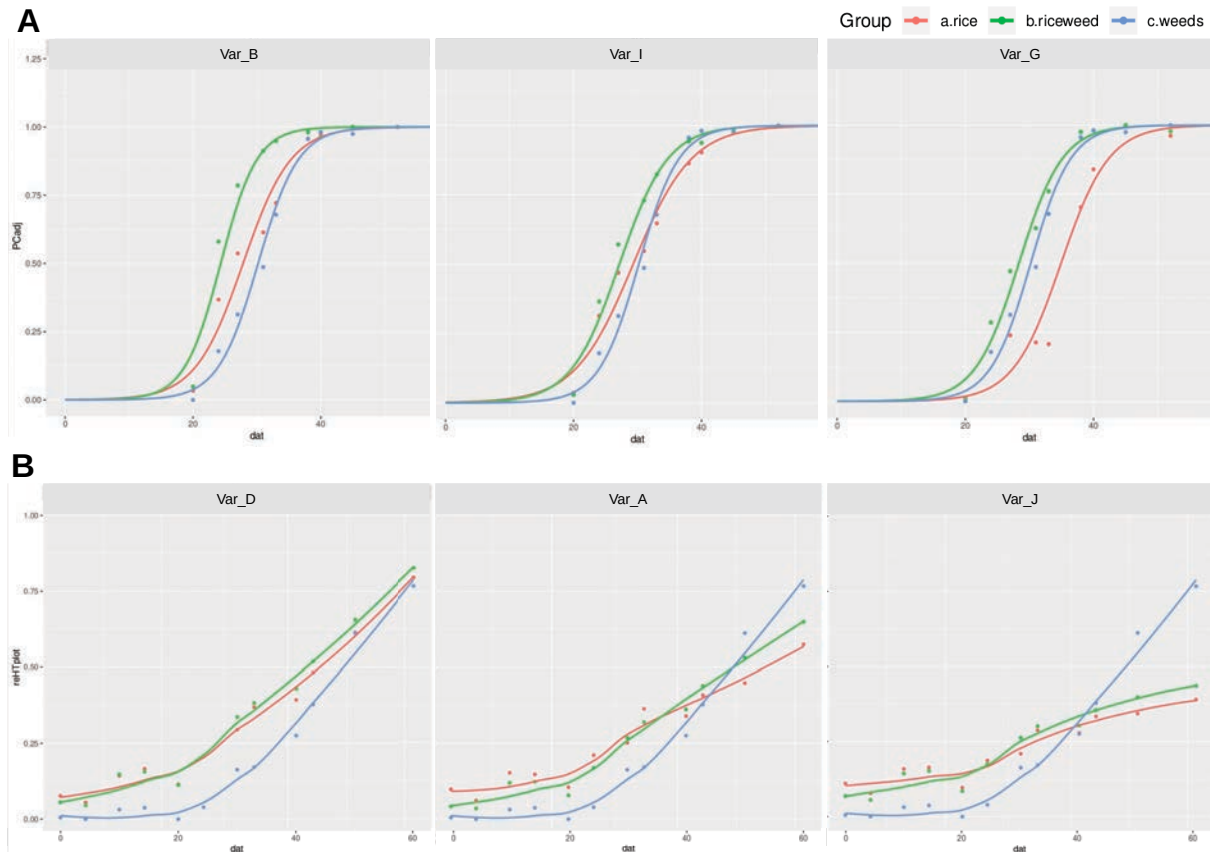 A
Group a.rice b.riceweed c.weeds
Var_B Var_I Var_G
1.25
1.00
0.75
0.50
0.25
0.00
PCadj
0 20 40 0 20 40 0 20 40
dat dat dat
B
Var_D Var_A Var_J
1.00
0.75
0.50
0.25
0.00
reHTplot
0 20 40 60 0 20 40 60 0 20 40 60
dat dat dat